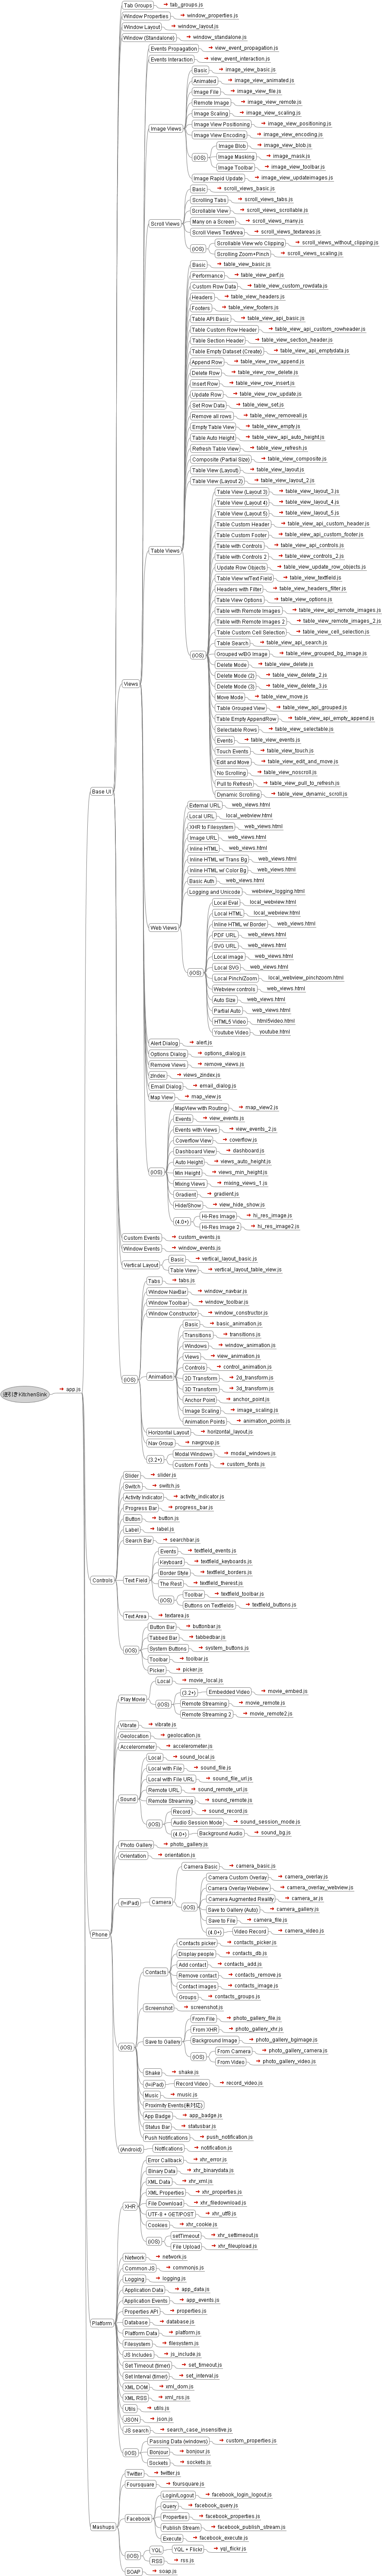 逆引きKitchenSink
app.js
Base UI
Tab Groups tab_groups.js
Window Properties window_properties.js
Window Layout window_layout.js
Window (Standalone) window_standalone.js
Views
Events Propagation view_event_propagation.js
Events Interaction view_event_interaction.js
Image Views
Basic image_view_basic.js
Animated image_view_animated.js
Image File image_view_file.js
Remote Image image_view_remote.js
Image Scaling image_view_scaling.js
Image View Positioning image_view_positioning.js
Image View Encoding image_view_encoding.js
(iOS)
Image Blob image_view_blob.js
Image Masking image_mask.js
Image Toolbar image_view_toolbar.js
Image Rapid Update image_view_updateimages.js
Scroll Views
Basic scroll_views_basic.js
Scrolling Tabs scroll_views_tabs.js
Scrollable View scroll_views_scrollable.js
Many on a Screen scroll_views_many.js
Scroll Views TextArea scroll_views_textareas.js
(iOS)
Scrollable View w/o Clipping scroll_views_without_clipping.js
Scrolling Zoom+Pinch scroll_views_scaling.js
Table Views
Basic table_view_basic.js
Performance table_view_perf.js
Custom Row Data table_view_custom_rowdata.js
Headers table_view_headers.js
Footers table_view_footers.js
Table API Basic table_view_api_basic.js
Table Custom Row Header table_view_api_custom_rowheader.js
Table Section Header table_view_section_header.js
Table Empty Dataset (Create) table_view_api_emptydata.js
Append Row table_view_row_append.js
Delete Row table_view_row_delete.js
Insert Row table_view_row_insert.js
Update Row table_view_row_update.js
Set Row Data table_view_set.js
Remove all rows table_view_removeall.js
Empty Table View table_view_empty.js
Table Auto Height table_view_api_auto_height.js
Refresh Table View table_view_refresh.js
Composite (Partial Size) table_view_composite.js
Table View (Layout) table_view_layout.js
Table View (Layout 2) table_view_layout_2.js
(iOS)
Table View (Layout 3) table_view_layout_3.js
Table View (Layout 4) table_view_layout_4.js
Table View (Layout 5) table_view_layout_5.js
Table Custom Header table_view_api_custom_header.js
Table Custom Footer table_view_api_custom_footer.js
Table with Controls table_view_api_controls.js
Table with Controls 2 table_view_controls_2.js
Update Row Objects table_view_update_row_objects.js
Table View w/Text Field table_view_textfield.js
Headers with Filter table_view_headers_filter.js
Table View Options table_view_options.js
Table with Remote Images table_view_api_remote_images.js
Table with Remote Images 2 table_view_remote_images_2.js
Table Custom Cell Selection table_view_cell_selection.js
Table Search table_view_api_search.js
Grouped w/BG Image table_view_grouped_bg_image.js
Delete Mode table_view_delete.js
Delete Mode (2) table_view_delete_2.js
Delete Mode (3) table_view_delete_3.js
Move Mode table_view_move.js
Table Grouped View table_view_api_grouped.js
Table Empty AppendRow table_view_api_empty_append.js
Selectable Rows table_view_selectable.js
Events table_view_events.js
Touch Events table_view_touch.js
Edit and Move table_view_edit_and_move.js
No Scrolling table_view_noscroll.js
Pull to Refresh table_view_pull_to_refresh.js
Dynamic Scrolling table_view_dynamic_scroll.js
Web Views
External URL web_views.html
Local URL local_webview.html
XHR to Filesystem web_views.html
Image URL web_views.html
Inline HTML web_views.html
Inline HTML w/ Trans Bg web_views.html
Inline HTML w/ Color Bg web_views.html
Basic Auth web_views.html
Logging and Unicode webview_logging.html
(iOS)
Local Eval local_webview.html
Local HTML local_webview.html
Inline HTML w/ Border web_views.html
PDF URL web_views.html
SVG URL web_views.html
Local image web_views.html
Local SVG web_views.html
Local Pinch/Zoom local_webview_pinchzoom.html
Webview controls web_views.html
Auto Size web_views.html
Partial Auto web_views.html
HTML5 Video html5video.html
Youtube Video youtube.html
Alert Dialog alert.js
Options Dialog options_dialog.js
Remove Views remove_views.js
zIndex views_zindex.js
Email Dialog email_dialog.js
Map View map_view.js
(iOS)
MapView with Routing map_view2.js
Events view_events.js
Events with Views view_events_2.js
Coverflow View coverflow.js
Dashboard View dashboard.js
Auto Height views_auto_height.js
Min Height views_min_height.js
Mixing Views mixing_views_1.js
Gradient gradient.js
Hide/Show view_hide_show.js
(4.0+)
Hi-Res Image hi_res_image.js
Hi-Res Image 2 hi_res_image2.js
Custom Events custom_events.js
Window Events window_events.js
Vertical Layout
Basic vertical_layout_basic.js
Table View vertical_layout_table_view.js
(iOS)
Tabs tabs.js
Window NavBar window_navbar.js
Window Toolbar window_toolbar.js
Window Constructor window_constructor.js
Animation
Basic basic_animation.js
Transitions transitions.js
Windows window_animation.js
Views view_animation.js
Controls control_animation.js
2D Transform 2d_transform.js
3D Transform 3d_transform.js
Anchor Point anchor_point.js
Image Scaling image_scaling.js
Animation Points animation_points.js
Horizontal Layout horizontal_layout.js
Nav Group navgroup.js
(3.2+)
Modal Windows modal_windows.js
Custom Fonts custom_fonts.js
Controls
Slider slider.js
Switch switch.js
Activity Indicator activity_indicator.js
Progress Bar progress_bar.js
Button button.js
Label label.js
Search Bar searchbar.js
Text Field
Events textfield_events.js
Keyboard textfield_keyboards.js
Border Style textfield_borders.js
The Rest textfield_therest.js
(iOS)
Toolbar textfield_toolbar.js
Buttons on Textfields textfield_buttons.js
Text Area textarea.js
(iOS)
Button Bar buttonbar.js
Tabbed Bar tabbedbar.js
System Buttons system_buttons.js
Toolbar toolbar.js
Picker picker.js
Phone
Play Movie
Local movie_local.js
(iOS)
(3.2+) Embedded Video movie_embed.js
Remote Streaming movie_remote.js
Remote Streaming 2 movie_remote2.js
Vibrate vibrate.js
Geolocation geolocation.js
Accelerometer accelerometer.js
Sound
Local sound_local.js
Local with File sound_file.js
Local with File URL sound_file_url.js
Remote URL sound_remote_url.js
Remote Streaming sound_remote.js
(iOS)
Record sound_record.js
Audio Session Mode sound_session_mode.js
(4.0+) Background Audio sound_bg.js
Photo Gallery photo_gallery.js
Orientation orientation.js
(!=iPad)
Camera
Camera Basic camera_basic.js
(iOS)
Camera Custom Overlay camera_overlay.js
Camera Overlay-Webview camera_overlay_webview.js
Camera Augmented Reality camera_ar.js
Save to Gallery (Auto) camera_gallery.js
Save to File camera_file.js
(4.0+) Video Record camera_video.js
(iOS)
Contacts
Contacts picker contacts_picker.js
Display people contacts_db.js
Add contact contacts_add.js
Remove contact contacts_remove.js
Contact images contacts_image.js
Groups contacts_groups.js
Screenshot screenshot.js
Save to Gallery
From File photo_gallery_file.js
From XHR photo_gallery_xhr.js
Background Image photo_gallery_bgimage.js
(iOS)
From Camera photo_gallery_camera.js
From Video photo_gallery_video.js
Shake shake.js
(!=iPad) Record Video record_video.js
Music music.js
Proximity Events(未対応)
App Badge app_badge.js
Status Bar statusbar.js
Push Notifications push_notification.js
(Android) Notifications notification.js
Platform
XHR
Error Callback xhr_error.js
Binary Data xhr_binarydata.js
XML Data xhr_xml.js
XML Properties xhr_properties.js
File Download xhr_filedownload.js
UTF-8 + GET/POST xhr_utf8.js
Cookies xhr_cookie.js
(iOS)
setTimeout xhr_settimeout.js
File Upload xhr_fileupload.js
Network network.js
Common JS commonjs.js
Logging logging.js
Application Data app_data.js
Application Events app_events.js
Properties API properties.js
Database database.js
Platform Data platform.js
Filesystem filesystem.js
JS Includes js_include.js
Set Timeout (timer) set_timeout.js
Set Interval (timer) set_interval.js
XML DOM xml_dom.js
XML RSS xml_rss.js
Utils utils.js
JSON json.js
JS search search_case_insensitive.js
(iOS)
Passing Data (windows) custom_properties.js
Bonjour bonjour.js
Sockets sockets.js
Mashups
Twitter twitter.js
Foursquare foursquare.js
Facebook
Login/Logout facebook_login_logout.js
Query facebook_query.js
Properties facebook_properties.js
Publish Stream facebook_publish_stream.js
Execute facebook_execute.js
(iOS)
YQL YQL + Flickr yql_flickr.js
RSS rss.js
SOAP soap.js